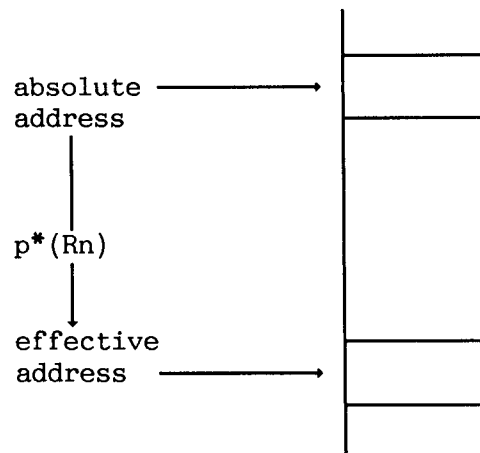 absolute
address
p*(Rn)
effective
address